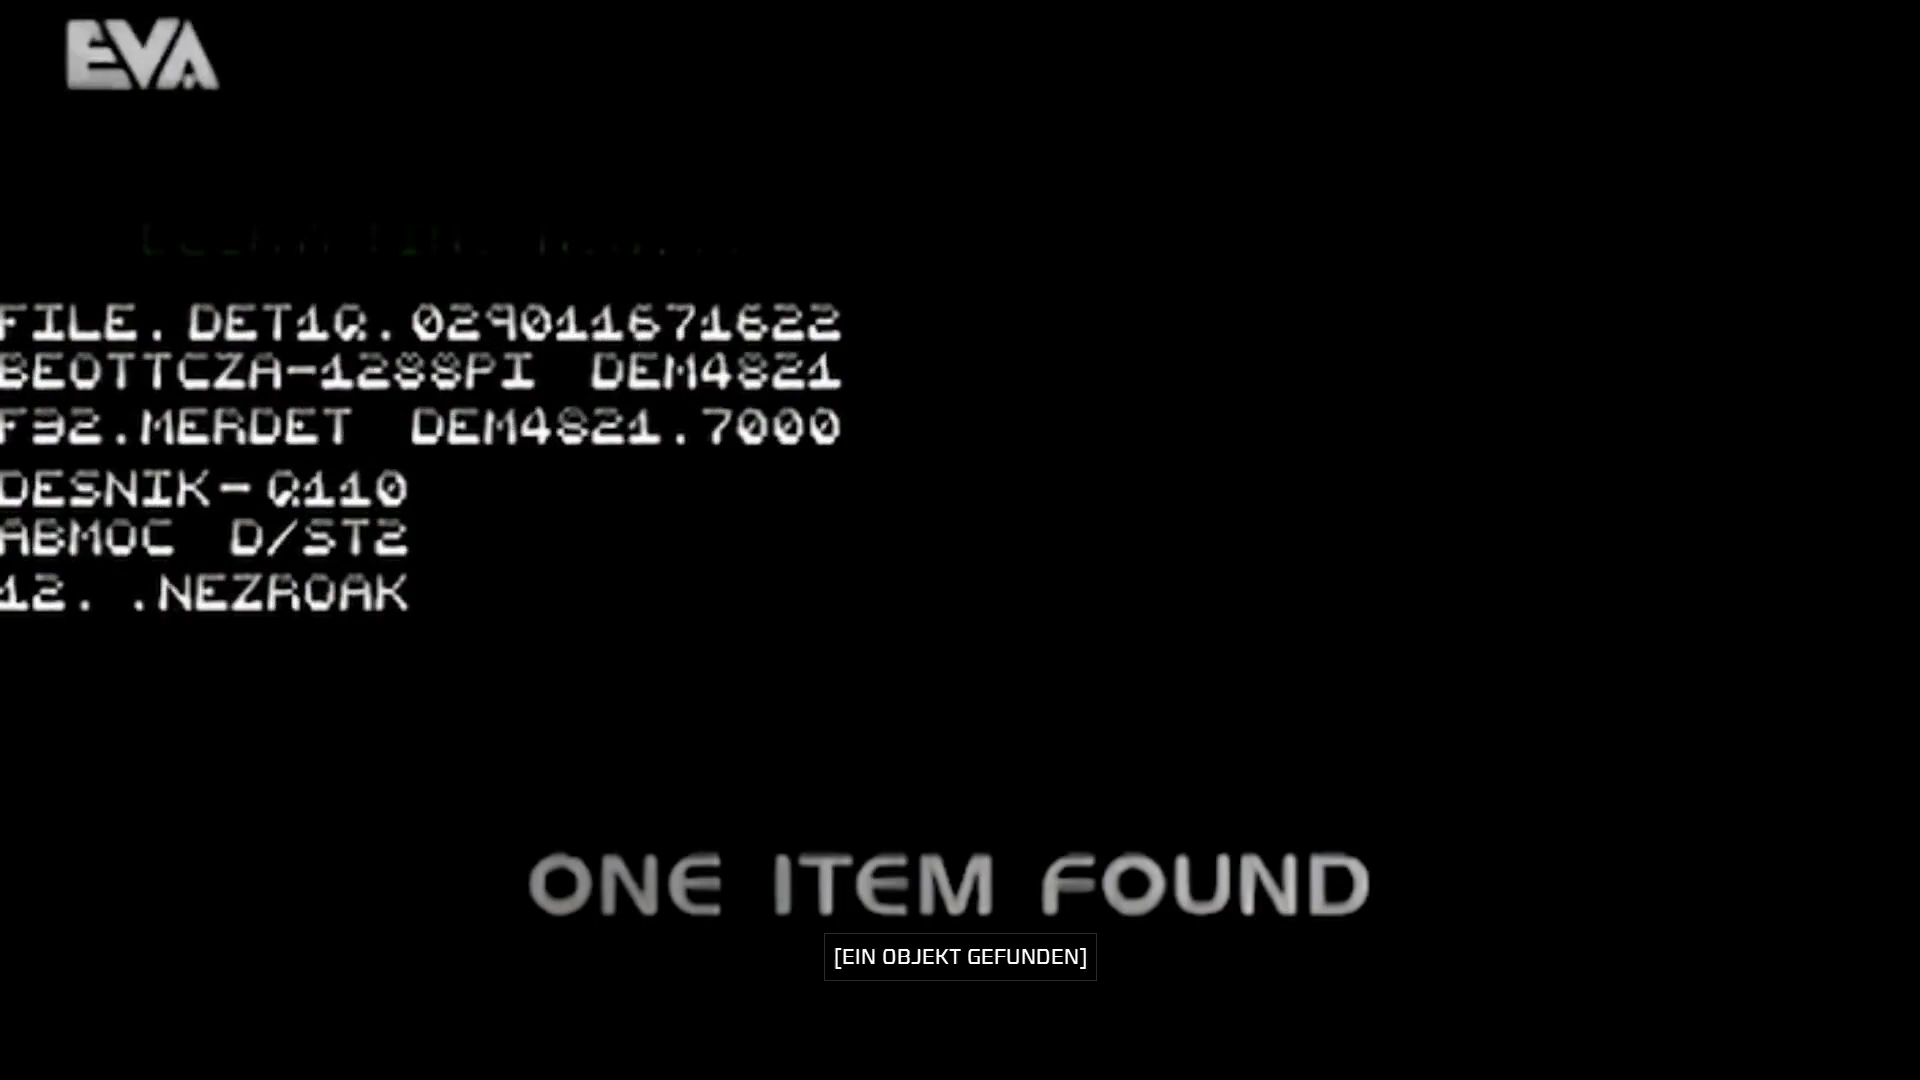 EVA
FILE. DET1Q.029011671622
BEOTTCZA-1288PI DEM4821
F32.MERDET DEM4821.7000
DESNIK-Q110
ABMOC D/ST2
12. .NEZROAK
ONE ITEM FOUND
[EIN OBJEKT GEFUNDEN]